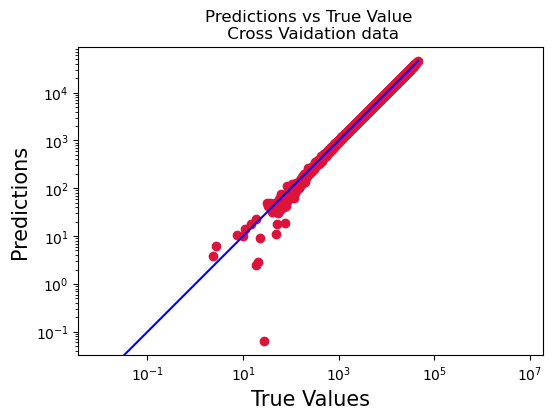 Predictions vs True Value
Cross Vaidation data
Predictions
10^4
10^3
10^2
10^1
10^0
10^-1
10^-1
10^1
10^3
10^5
10^7
True Values